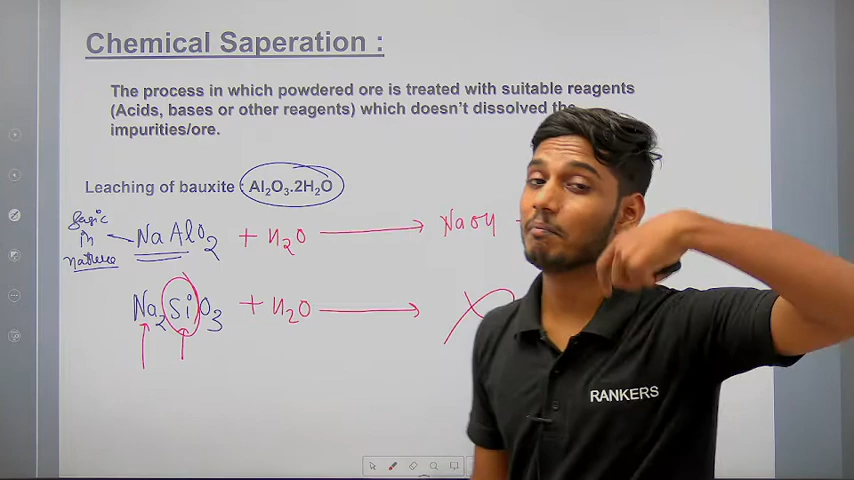 Chemical Saperation :
The process in which powdered ore is treated with suitable reagents
(Acids, bases or other reagents) which doesn't dissolved the
impurities/ore.
Leaching of bauxite : Al₂O₃.2H₂O
Basic
in
nature
NaAlO₂ + H₂O → NaOH
Na₂SiO₃ + H₂O →
RANKERS